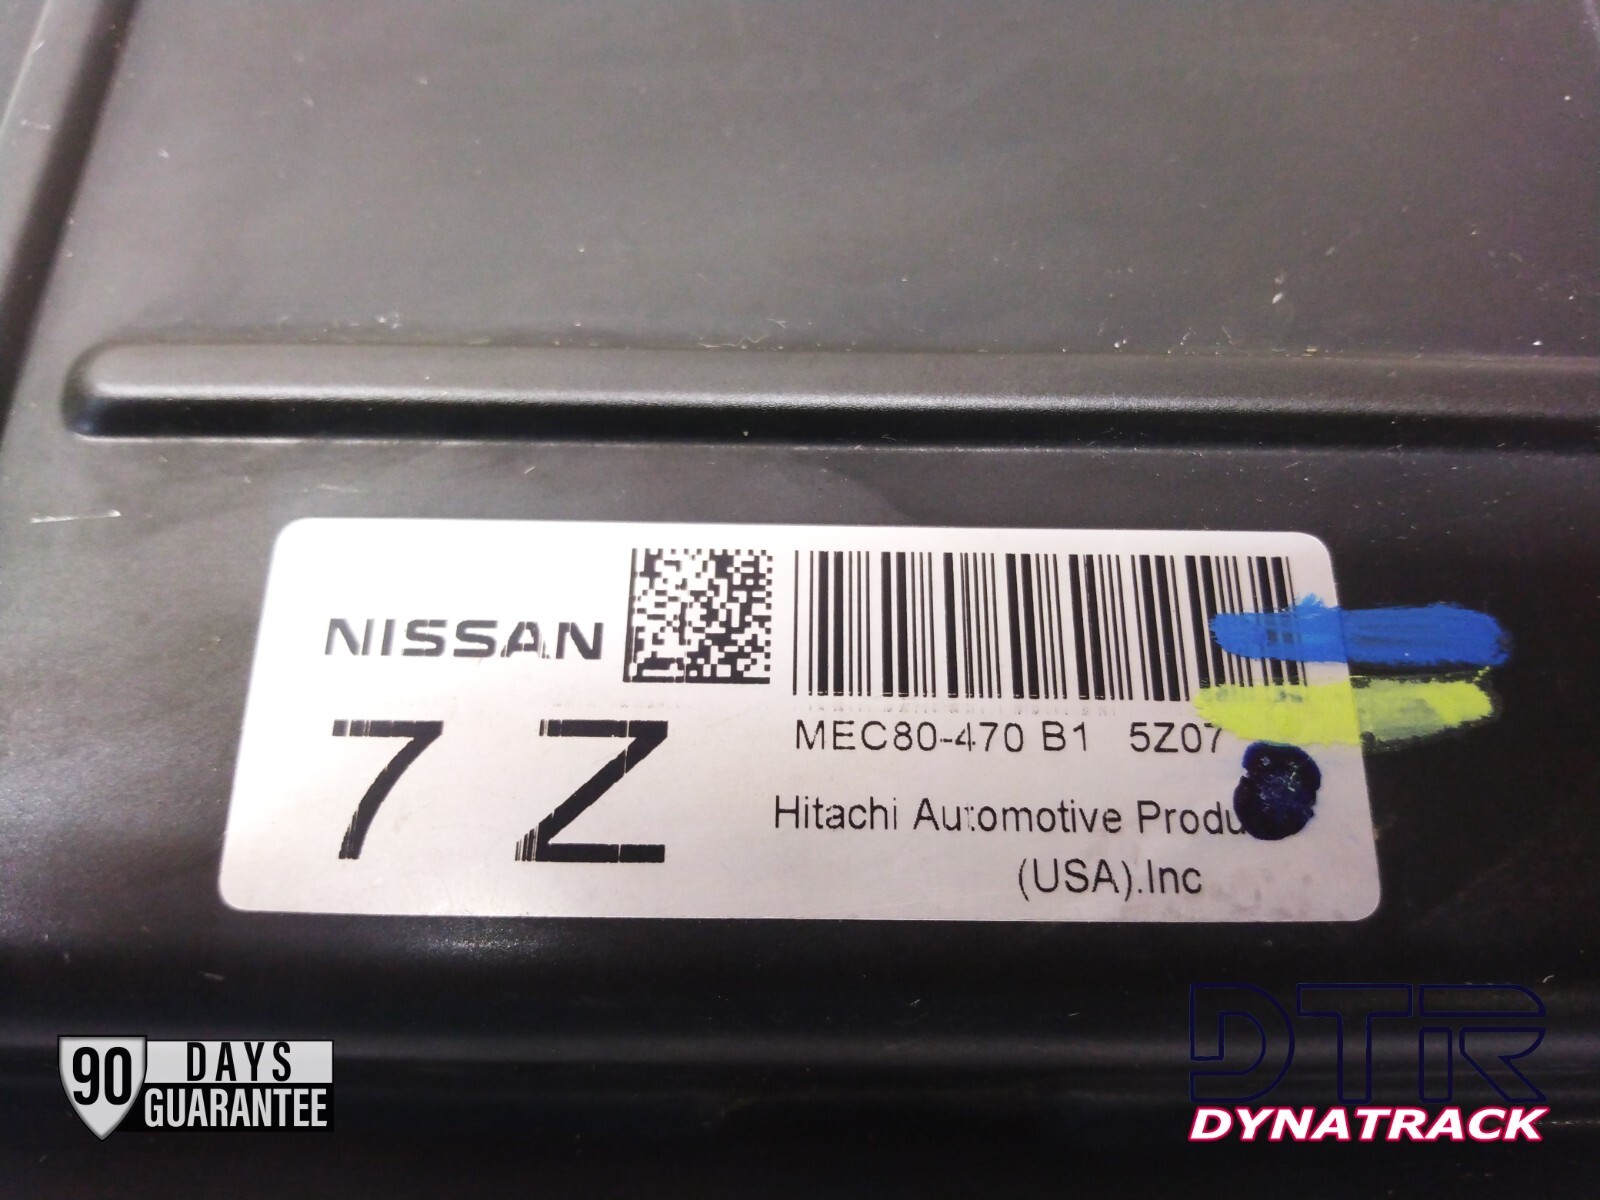 NISSAN
7 Z
MEC80-470 B1 5Z07
Hitachi Automotive
(USA).Inc
90 DAYS
GUARANTEE
DTR
DYNATRACK